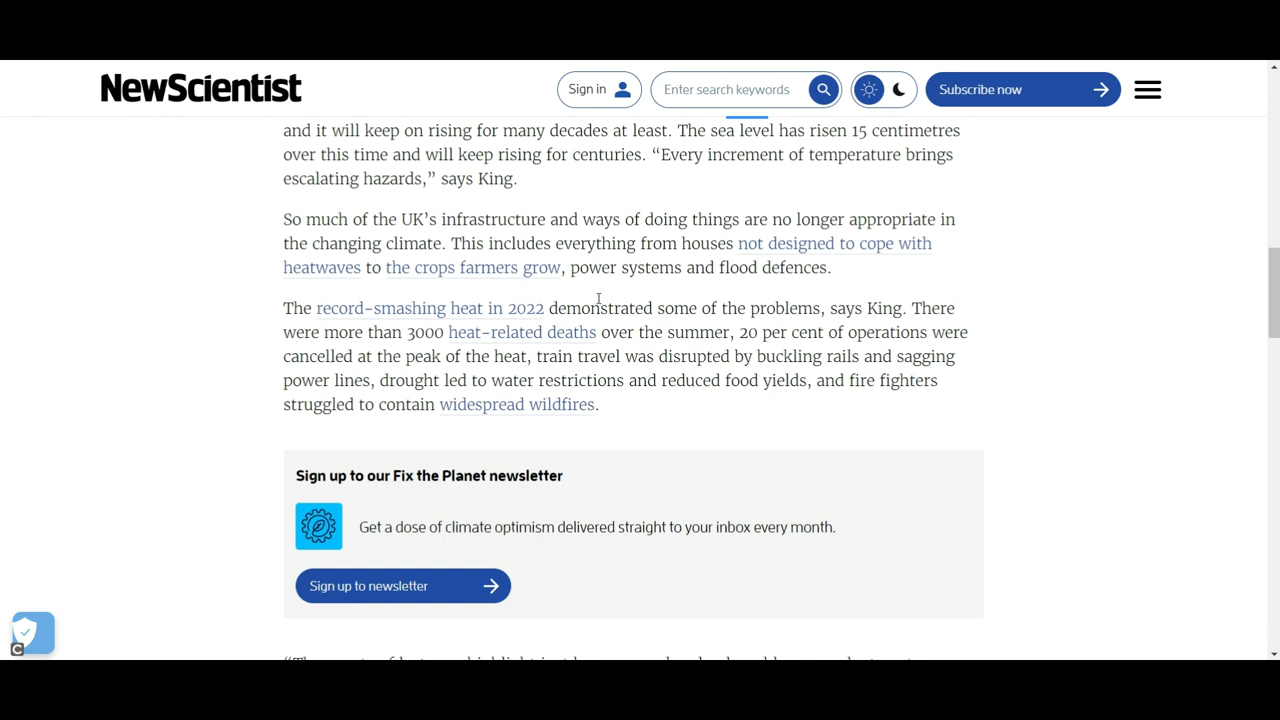 NewScientist
Sign in
Enter search keywords
Subscribe now
and it will keep on rising for many decades at least. The sea level has risen 15 centimetres
over this time and will keep rising for centuries. “Every increment of temperature brings
escalating hazards,” says King.
So much of the UK’s infrastructure and ways of doing things are no longer appropriate in
the changing climate. This includes everything from houses not designed to cope with
heatwaves to the crops farmers grow, power systems and flood defences.
The record-smashing heat in 2022 demonstrated some of the problems, says King. There
were more than 3000 heat-related deaths over the summer, 20 per cent of operations were
cancelled at the peak of the heat, train travel was disrupted by buckling rails and sagging
power lines, drought led to water restrictions and reduced food yields, and fire fighters
struggled to contain widespread wildfires.
Sign up to our Fix the Planet newsletter
Get a dose of climate optimism delivered straight to your inbox every month.
Sign up to newsletter
C